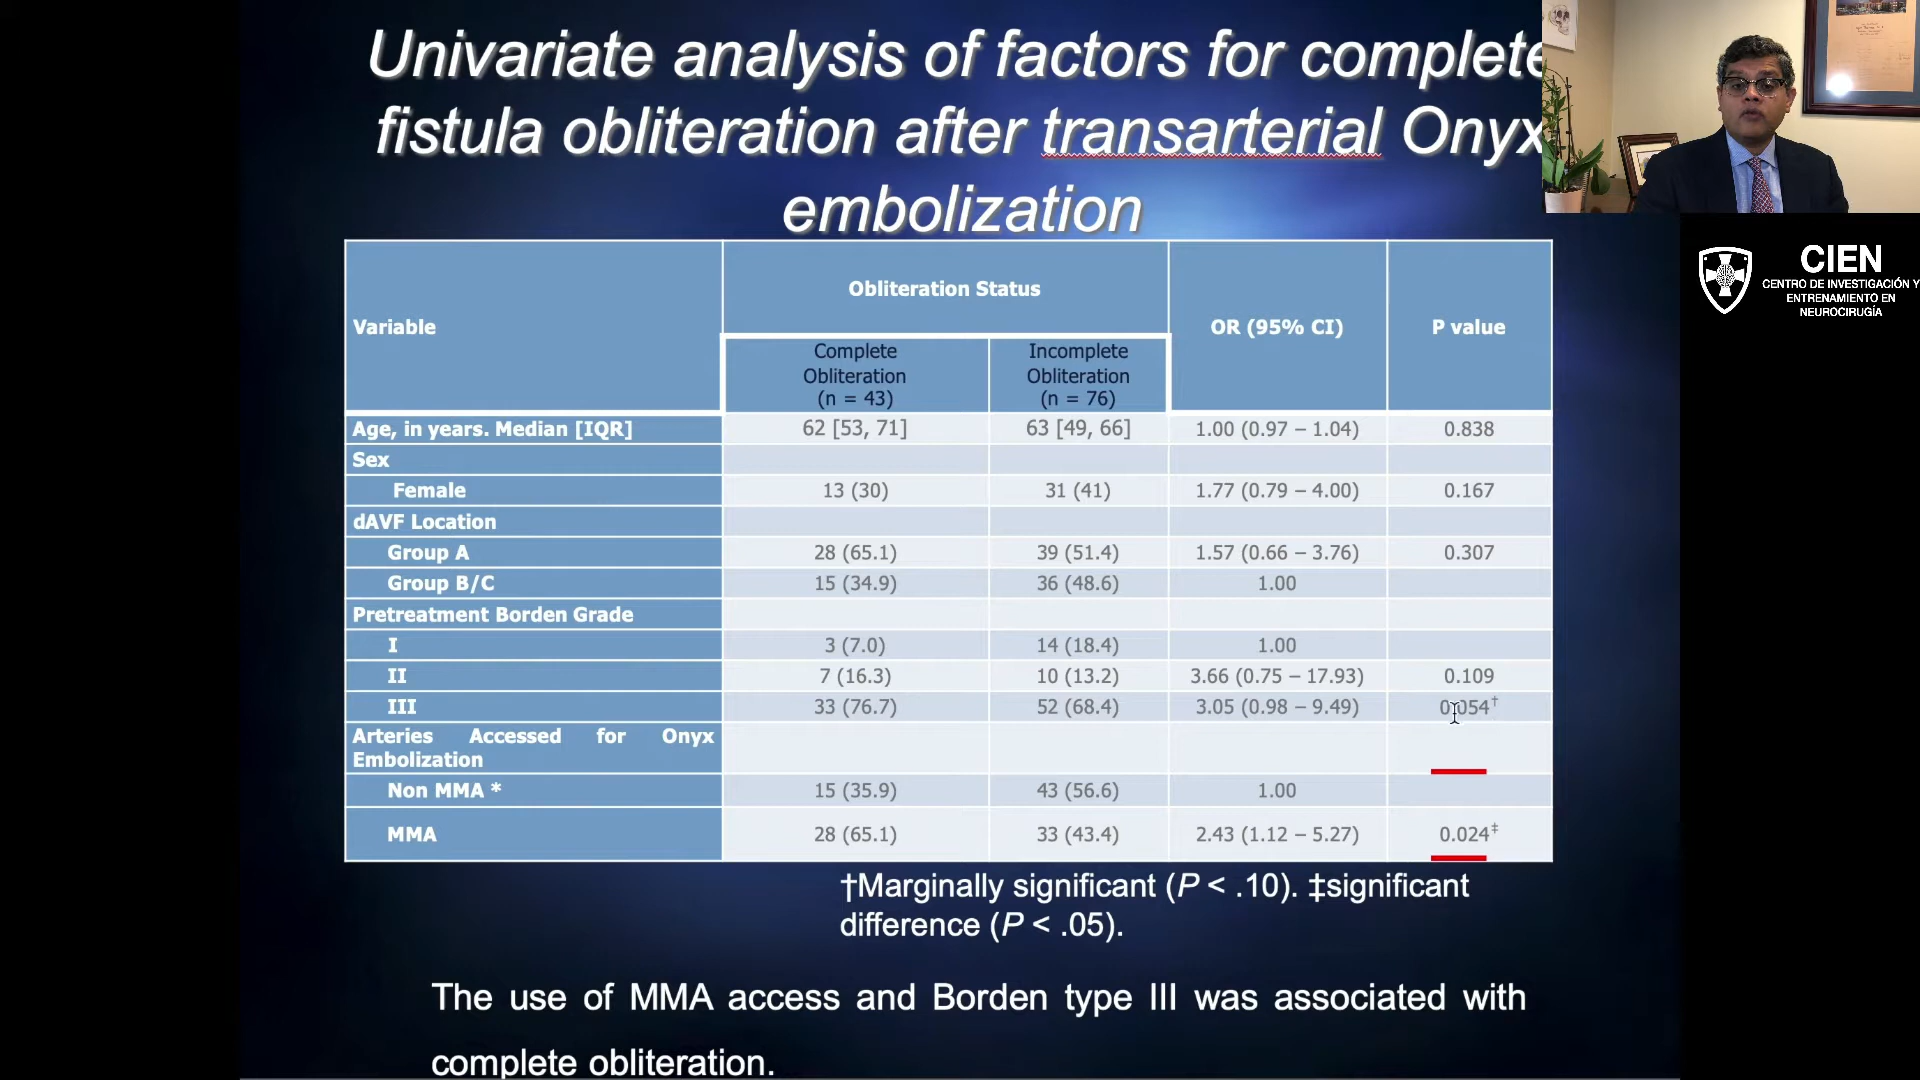 Univariate analysis of factors for complete
fistula obliteration after transarterial Onyx
embolization
CIEN
CENTRO DE INVESTIGACIÓN Y
ENTRENAMIENTO EN
NEUROCIRUGÍA
Variable
Obliteration Status
OR (95% CI)
P value
Complete
Obliteration
(n = 43)
Incomplete
Obliteration
(n = 76)
Age, in years. Median [IQR] 62 [53, 71] 63 [49, 66] 1.00 (0.97 – 1.04) 0.838
Sex
Female 13 (30) 31 (41) 1.77 (0.79 – 4.00) 0.167
dAVF Location
Group A 28 (65.1) 39 (51.4) 1.57 (0.66 – 3.76) 0.307
Group B/C 15 (34.9) 36 (48.6) 1.00
Pretreatment Borden Grade
I 3 (7.0) 14 (18.4) 1.00
II 7 (16.3) 10 (13.2) 3.66 (0.75 – 17.93) 0.109
III 33 (76.7) 52 (68.4) 3.05 (0.98 – 9.49) 0.054†
Arteries Accessed for Onyx
Embolization
Non MMA * 15 (35.9) 43 (56.6) 1.00
MMA 28 (65.1) 33 (43.4) 2.43 (1.12 – 5.27) 0.024‡
†Marginally significant (P < .10). ‡significant
difference (P < .05).
The use of MMA access and Borden type III was associated with
complete obliteration.